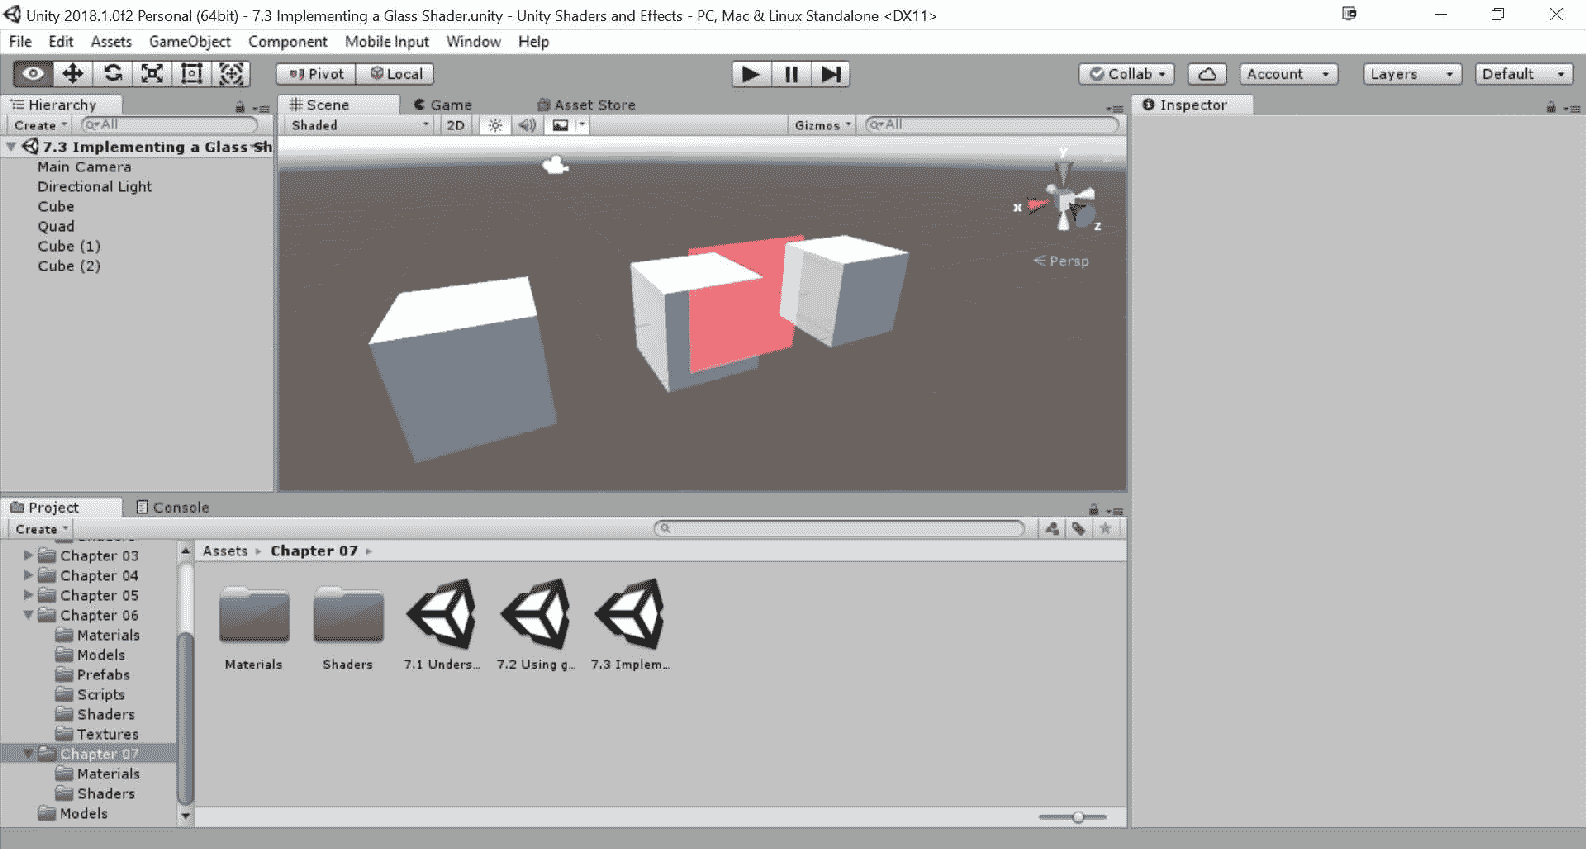 Unity 2018.1.0f2 Personal (64bit) - 7.3 Implementing a Glass Shader.unity - Unity Shaders and Effects - PC, Mac & Linux Standalone <DX11>
File Edit Assets GameObject Component Mobile Input Window Help
Pivot Local Collab Account Layers Default
Hierarchy Scene Game Asset Store Inspector
Create All Shaded 2D Gizmos All
7.3 Implementing a Glass Sh
Main Camera
Directional Light
Cube
Quad
Cube (1)
Cube (2)
Y
X
Z
Persp
Project Console
Create
Assets Chapter 07
Chapter 03
Chapter 04
Chapter 05
Chapter 06
Materials
Models
Prefabs
Scripts
Shaders
Textures
Chapter 07
Materials
Shaders
Models
Materials Shaders 7.1 Unders... 7.2 Using g... 7.3 Implem...